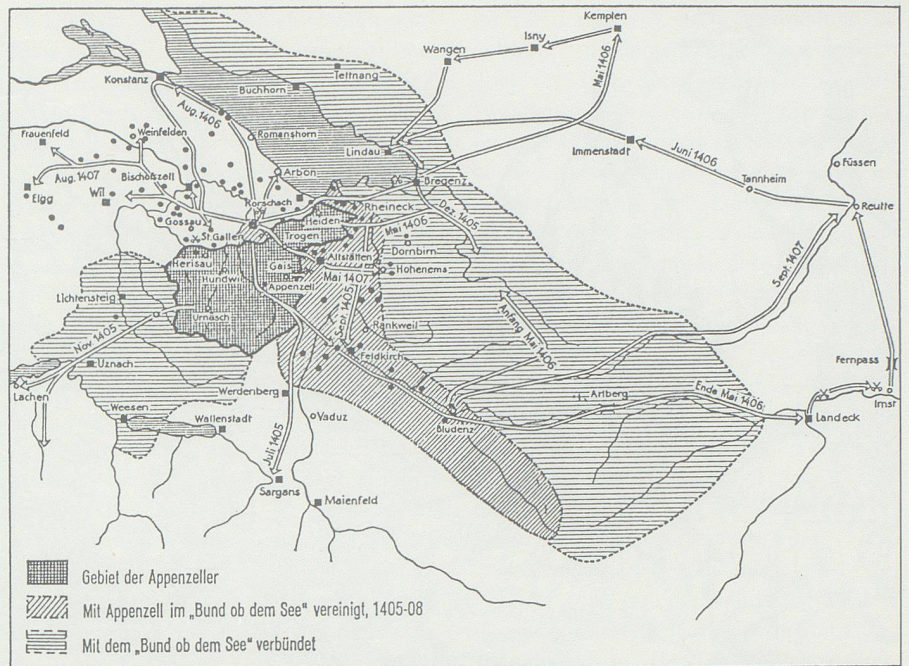 Kempten
Isny
Wangen
Mai 1406
Tettnang
Konstanz
Buchhorn
Aug. 1406
Frauenfeld
Weinfelden
Romanshorn
Lindau
Immenstadt
Juni 1406
Füssen
Aug. 1407
Bischofszell
Arbon
Tannheim
Elgg
Wil
Rorschach
Bregenz
Reutte
Gossau
Rheineck
Heiden
Dez. 1405
St.Gallen
Trogen
Mai 1406
Dornbirn
Herisau
Gais
Altstätten
Hohenems
Sept. 1407
Hundwil
Appenzell
Mai 1407
Lichtensteig
Urnäsch
Sept. 1405
Rankweil
Anfang Mai 1406
Nov. 1405
Feldkirch
Uznach
Fernpass
Lachen
Werdenberg
Arlberg
Ende Mai 1406
Imst
Weesen
Wallenstadt
Vaduz
Bludenz
Landeck
Juli 1405
Sargans
Maienfeld
Gebiet der Appenzeller
Mit Appenzell im „Bund ob dem See" vereinigt, 1405-08
Mit dem „Bund ob dem See" verbündet